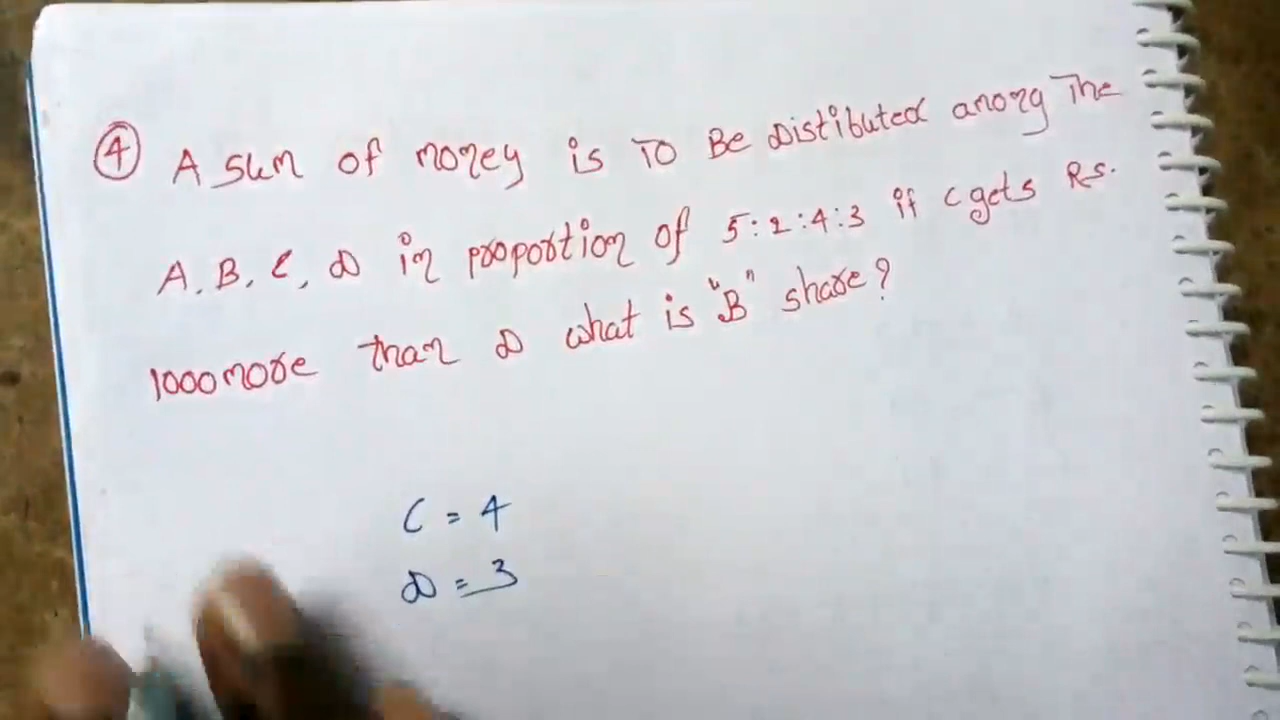 ④ A sum of money is To Be Distibuted among The
A. B. C, D in proportion of 5:2:4:3 if C gets Rs.
1000 more than D what is "B" share?
C = 4
D = 3